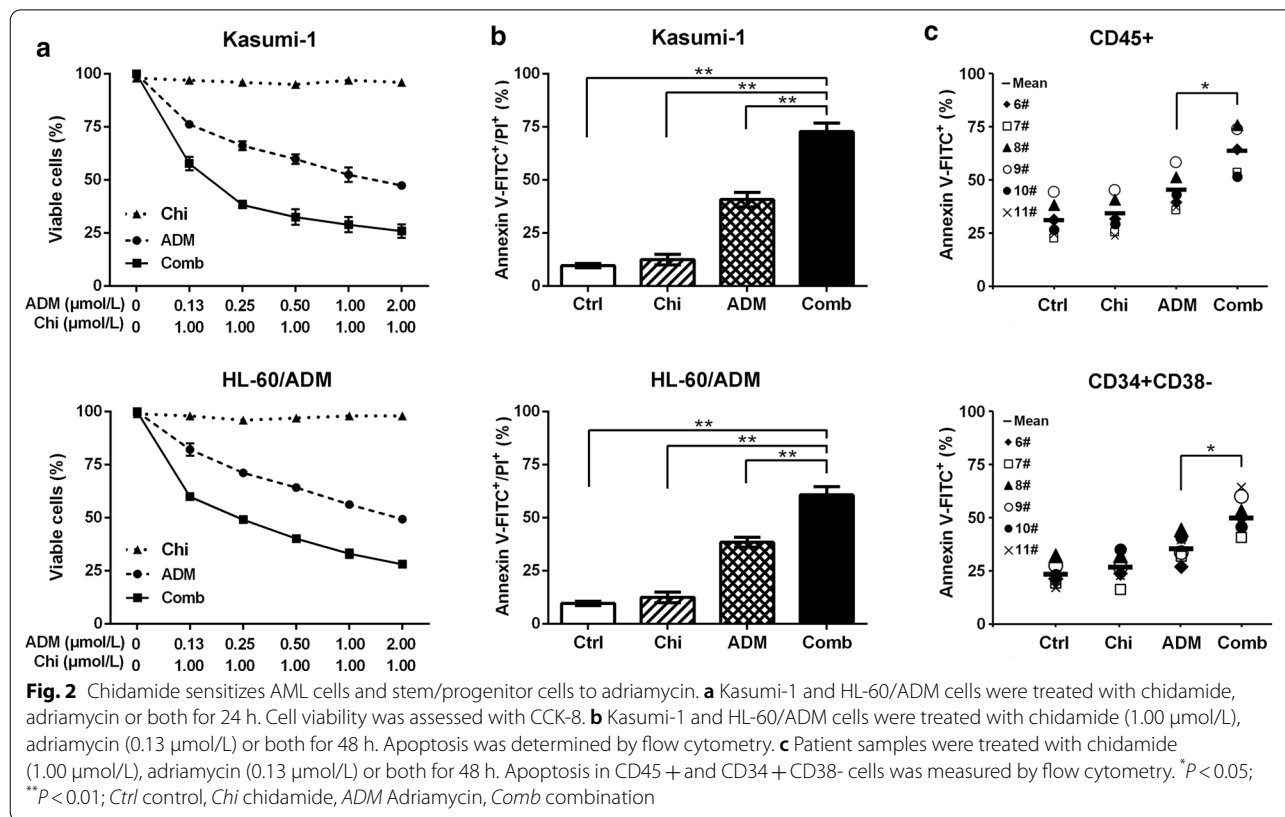 a
Kasumi-1
Viable cells (%)
100
75
50
25
0
Chi
ADM
Comb
ADM (µmol/L) 0 0.13 0.25 0.50 1.00 2.00
Chi (µmol/L) 0 1.00 1.00 1.00 1.00 1.00
HL-60/ADM
Viable cells (%)
100
75
50
25
0
Chi
ADM
Comb
ADM (µmol/L) 0 0.13 0.25 0.50 1.00 2.00
Chi (µmol/L) 0 1.00 1.00 1.00 1.00 1.00
b
Kasumi-1
Annexin V-FITC+/PI+ (%)
100
75
50
25
0
**
**
**
Ctrl Chi ADM Comb
HL-60/ADM
Annexin V-FITC+/PI+ (%)
100
75
50
25
0
**
**
**
Ctrl Chi ADM Comb
c
CD45+
Annexin V-FITC+ (%)
100
75
50
25
0
Mean
6#
7#
8#
9#
10#
11#
*
Ctrl Chi ADM Comb
CD34+CD38-
Annexin V-FITC+ (%)
100
75
50
25
0
Mean
6#
7#
8#
9#
10#
11#
*
Ctrl Chi ADM Comb
Fig. 2 Chidamide sensitizes AML cells and stem/progenitor cells to adriamycin. a Kasumi-1 and HL-60/ADM cells were treated with chidamide,
adriamycin or both for 24 h. Cell viability was assessed with CCK-8. b Kasumi-1 and HL-60/ADM cells were treated with chidamide (1.00 µmol/L),
adriamycin (0.13 µmol/L) or both for 48 h. Apoptosis was determined by flow cytometry. c Patient samples were treated with chidamide
(1.00 µmol/L), adriamycin (0.13 µmol/L) or both for 48 h. Apoptosis in CD45 + and CD34 + CD38- cells was measured by flow cytometry. *P < 0.05;
**P < 0.01; Ctrl control, Chi chidamide, ADM Adriamycin, Comb combination